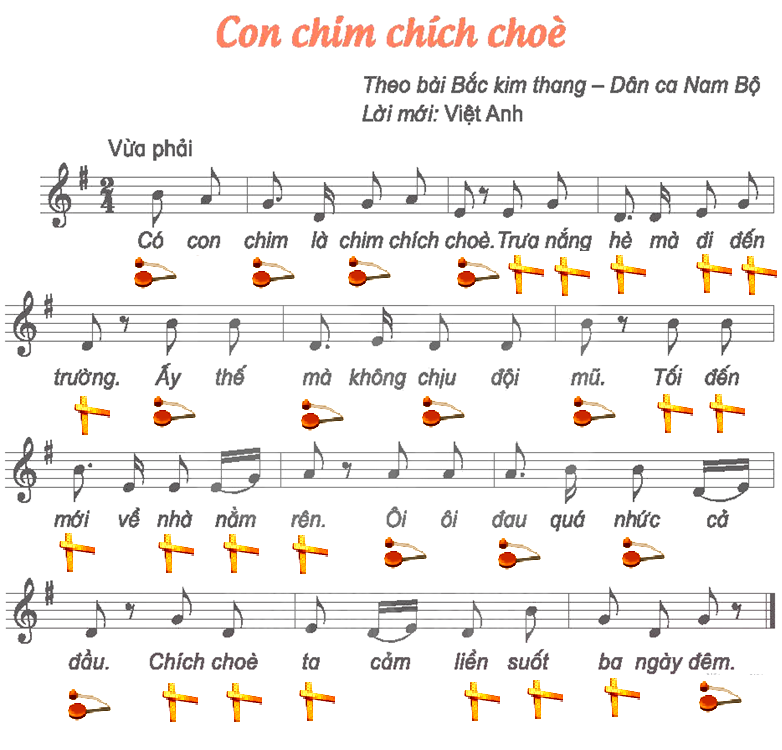 Con chim chích choè
Theo bài Bắc kim thang – Dân ca Nam Bộ
Lời mới: Việt Anh
Vừa phải
2
4
Có con chim là chim chích choè. Trưa nắng hè mà đi đến
trường. Ấy thế mà không chịu đội mũ. Tối đến
mới về nhà nằm rên. Ôi ôi đau quá nhức cả
đầu. Chích choè ta cảm liền suốt ba ngày đêm.